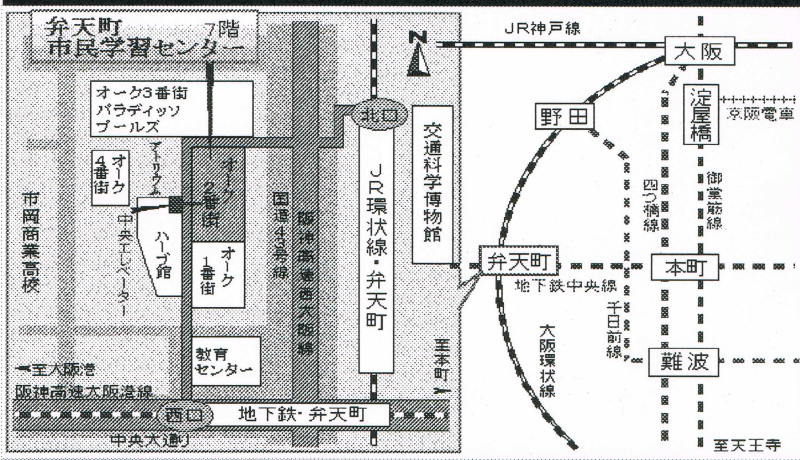 弁天町
市民学習センター
7階
オーク3番街
パラディッソ
プールズ
オーク
4番街
アトリウム
オーク
2番街
ハーブ館
中央エレベーター
オーク
1番街
教育
センター
市岡商業高校
国道43号線
阪神高速西大阪線
北口
JR環状線・弁天町
交通科学博物館
至本町
至大阪港
阪神高速大阪港線
西口
地下鉄・弁天町
中央大通り
N
JR神戸線
大阪
淀屋橋
京阪電車
野田
四つ橋線
御堂筋線
弁天町
本町
地下鉄中央線
千日前線
大阪環状線
難波
至天王寺